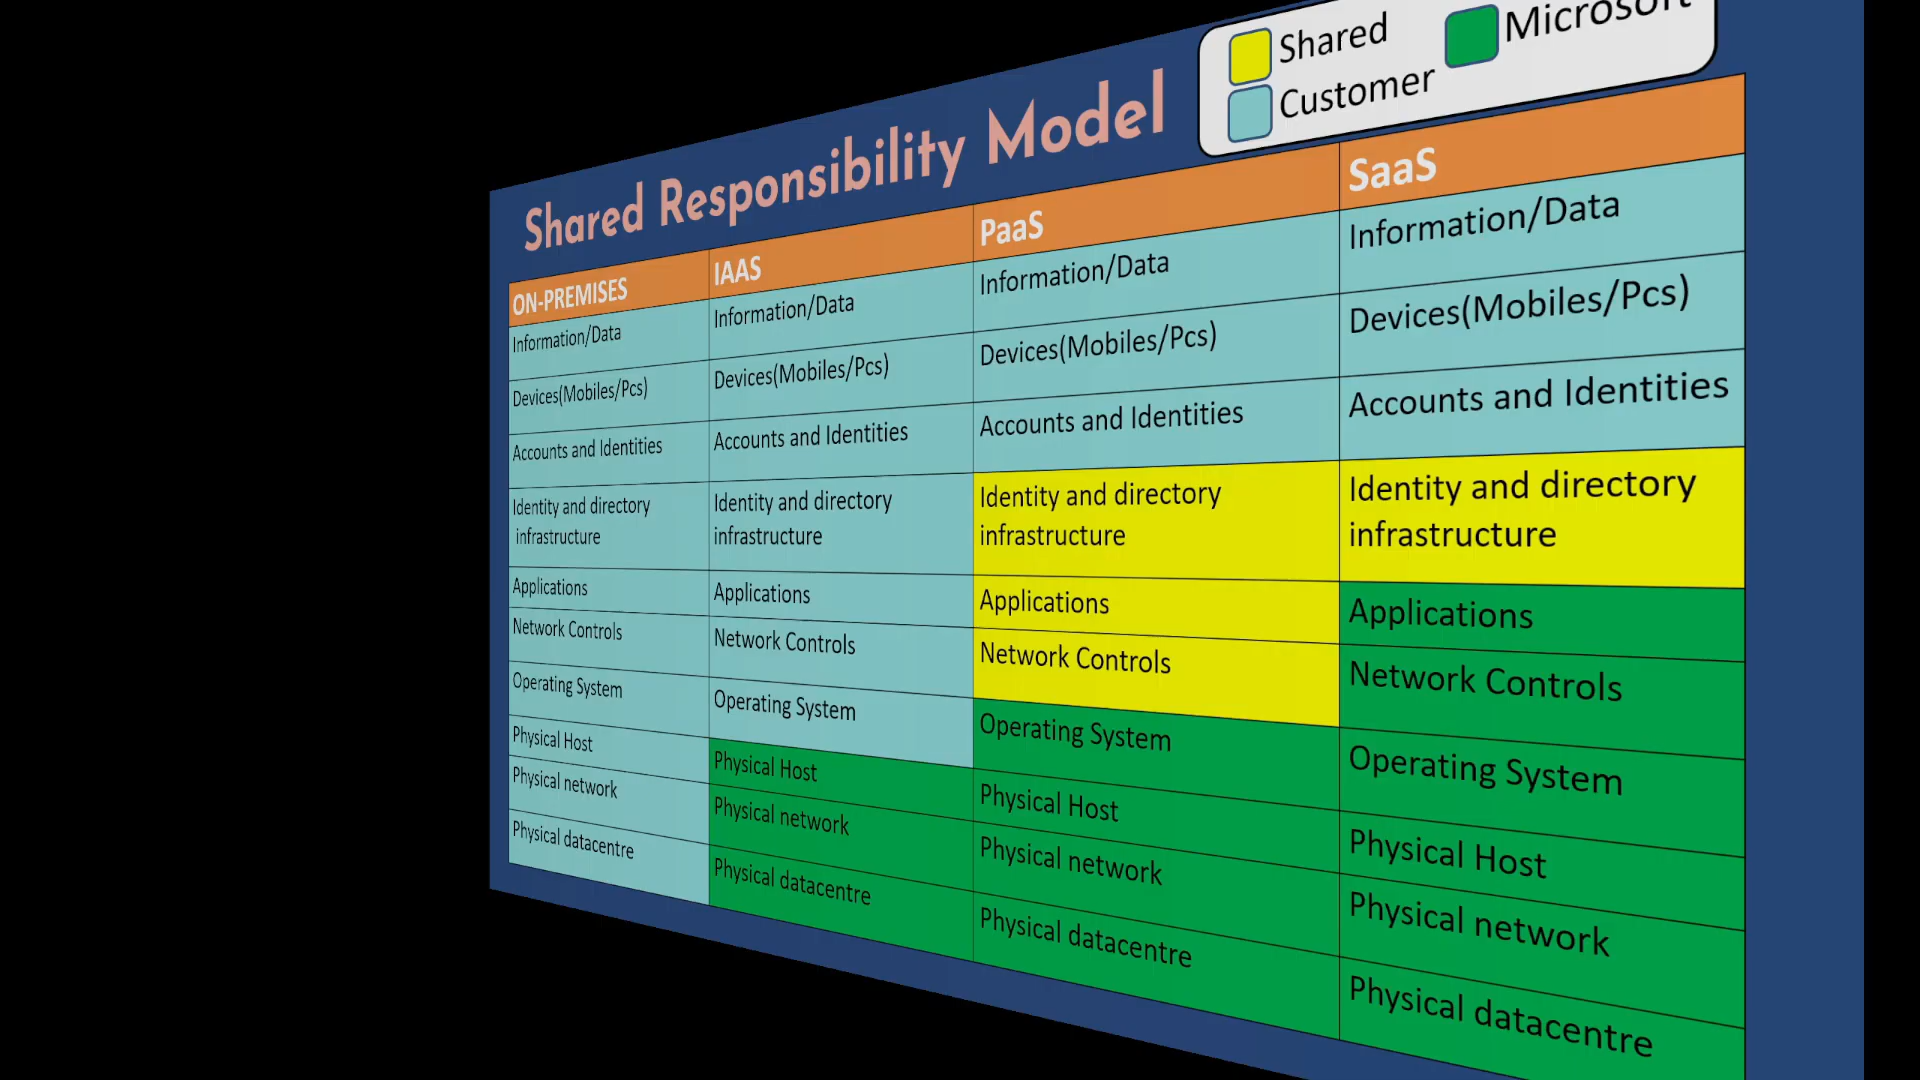 Shared
Microsoft
Customer
Shared Responsibility Model
ON-PREMISES
Information/Data
Devices(Mobiles/Pcs)
Accounts and Identities
Identity and directory
infrastructure
Applications
Network Controls
Operating System
Physical Host
Physical network
Physical datacentre
IAAS
Information/Data
Devices(Mobiles/Pcs)
Accounts and Identities
Identity and directory
infrastructure
Applications
Network Controls
Operating System
Physical Host
Physical network
Physical datacentre
PaaS
Information/Data
Devices(Mobiles/Pcs)
Accounts and Identities
Identity and directory
infrastructure
Applications
Network Controls
Operating System
Physical Host
Physical network
Physical datacentre
SaaS
Information/Data
Devices(Mobiles/Pcs)
Accounts and Identities
Identity and directory
infrastructure
Applications
Network Controls
Operating System
Physical Host
Physical network
Physical datacentre